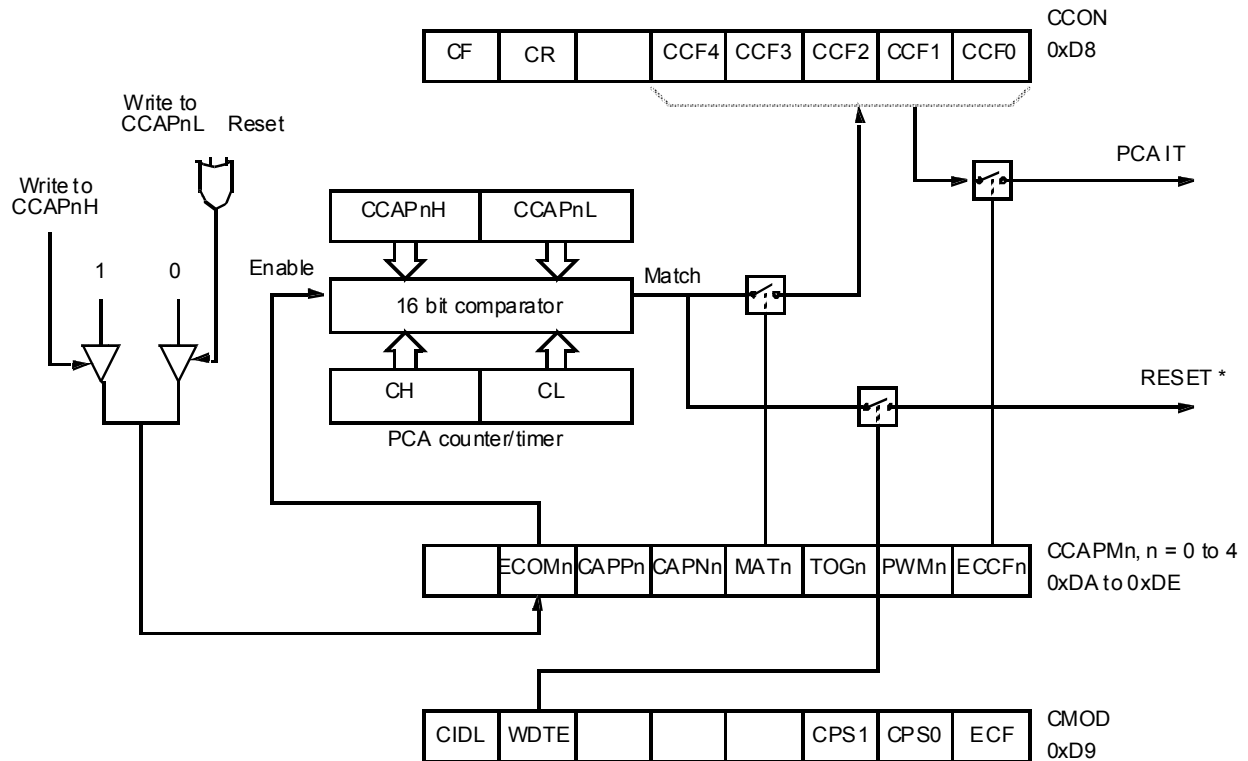 CCON
0xD8
CF CR CCF4 CCF3 CCF2 CCF1 CCF0
Write to
CCAPnL Reset
PCA IT
Write to
CCAPnH
CCAPnH CCAPnL
1 0
Enable
Match
16 bit comparator
CH CL
RESET *
PCA counter/timer
ECOMn CAPPn CAPNn MATn TOGn PWMn ECCFn
CCAPMn, n = 0 to 4
0xDA to 0xDE
CIDL WDTE CPS1 CPS0 ECF
CMOD
0xD9